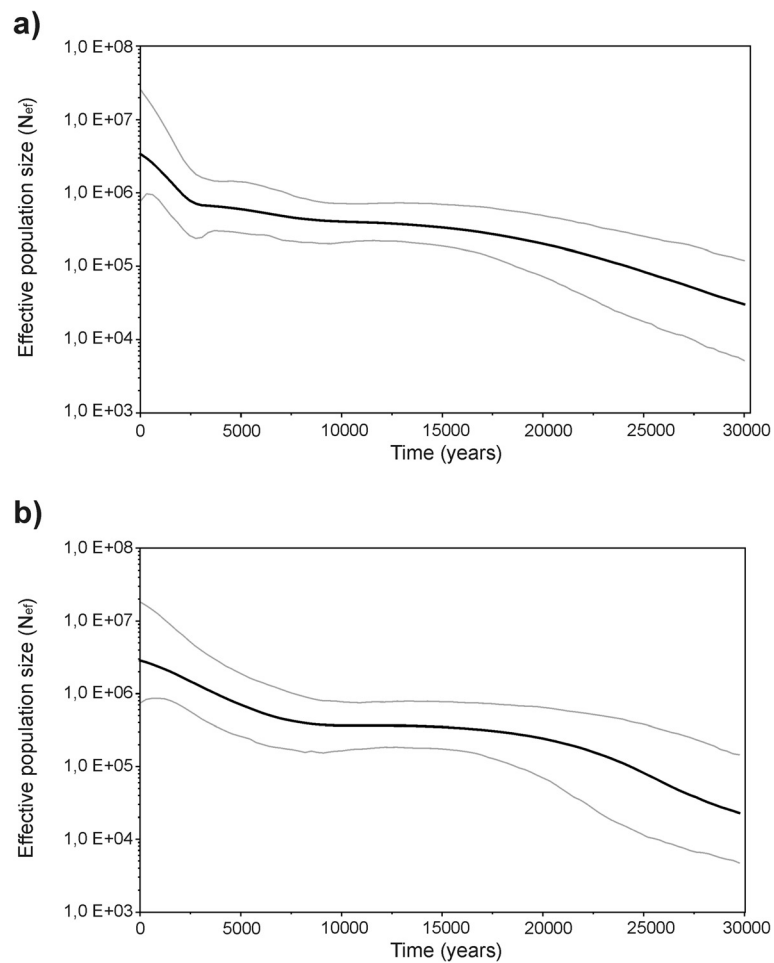 a)
Effective population size (Nef)
1,0 E+08
1,0 E+07
1,0 E+06
1,0 E+05
1,0 E+04
1,0 E+03
0 5000 10000 15000 20000 25000 30000
Time (years)
b)
Effective population size (Nef)
1,0 E+08
1,0 E+07
1,0 E+06
1,0 E+05
1,0 E+04
1,0 E+03
0 5000 10000 15000 20000 25000 30000
Time (years)